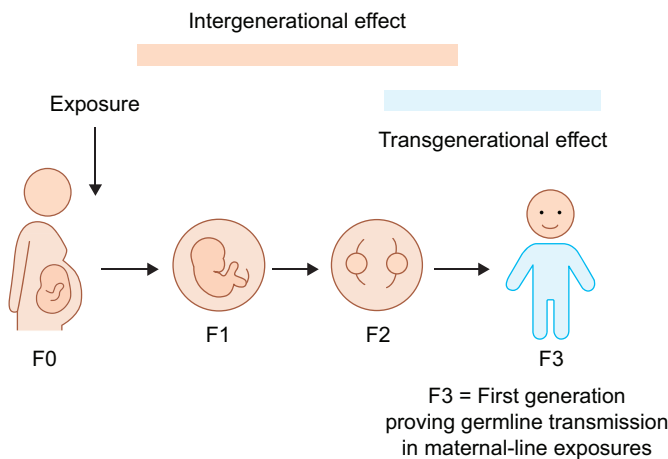 Intergenerational effect
Exposure
Transgenerational effect
F0
F1
F2
F3
F3 = First generation
proving germline transmission
in maternal-line exposures